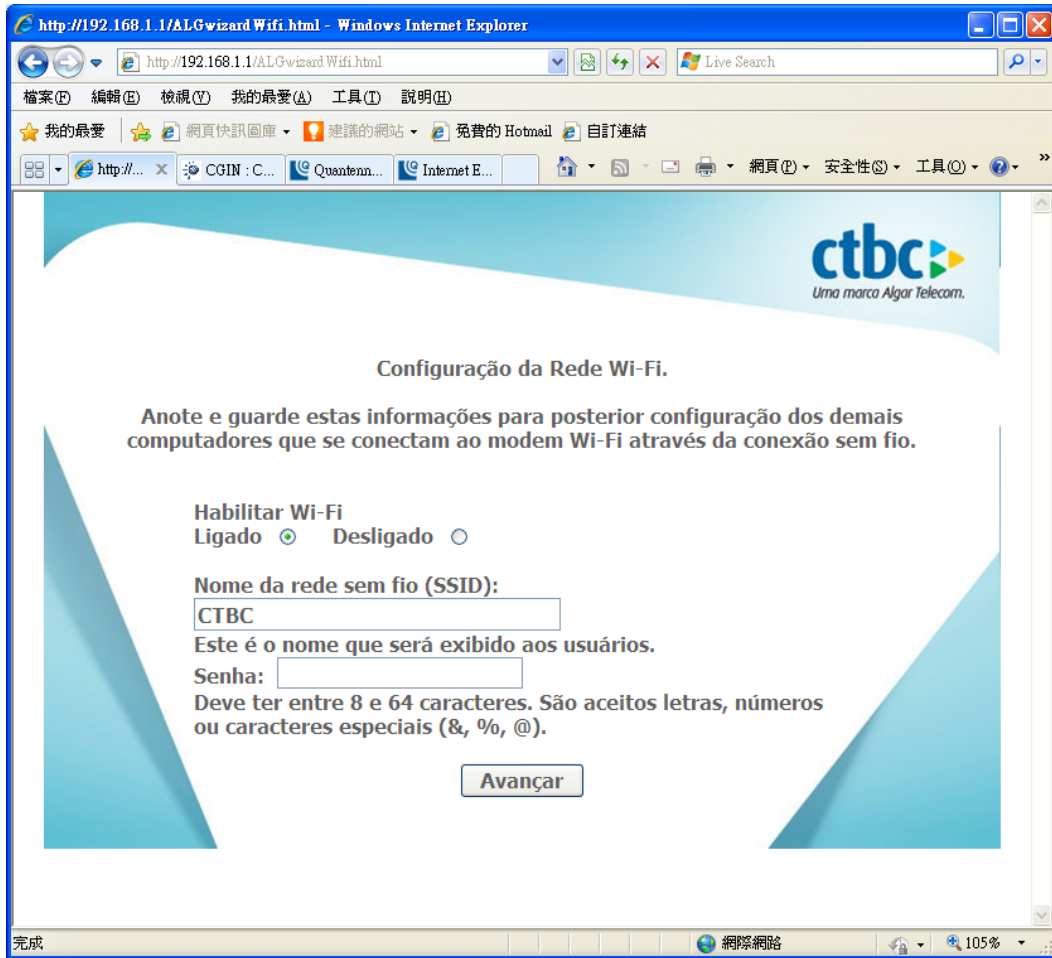 http://192.168.1.1/ALGwizardWifi.html - Windows Internet Explorer
http://192.168.1.1/ALGwizardWifi.html
Live Search
檔案(F) 編輯(E) 檢視(V) 我的最愛(A) 工具(T) 說明(H)
我的最愛 網頁快訊圖庫 建議的網站 免費的 Hotmail 自訂連結
http://... CGIN : C... Quantenn... Internet E... 網頁(P) 安全性(S) 工具(O) »
ctbc
Uma marca Algar Telecom.
Configuração da Rede Wi-Fi.
Anote e guarde estas informações para posterior configuração dos demais
computadores que se conectam ao modem Wi-Fi através da conexão sem fio.
Habilitar Wi-Fi
Ligado Desligado
Nome da rede sem fio (SSID):
CTBC
Este é o nome que será exibido aos usuários.
Senha:
Deve ter entre 8 e 64 caracteres. São aceitos letras, números
ou caracteres especiais (&, %, @).
Avançar
完成 網際網路 105%